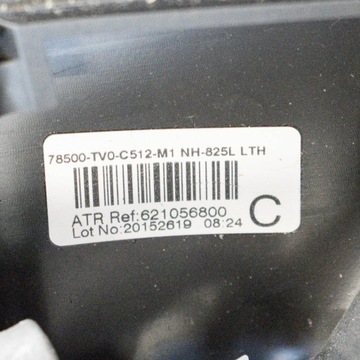 78500-TV0-C512-M1 NH-825L LTH
ATR Ref:621056800
C
Lot No:20152619 08:24